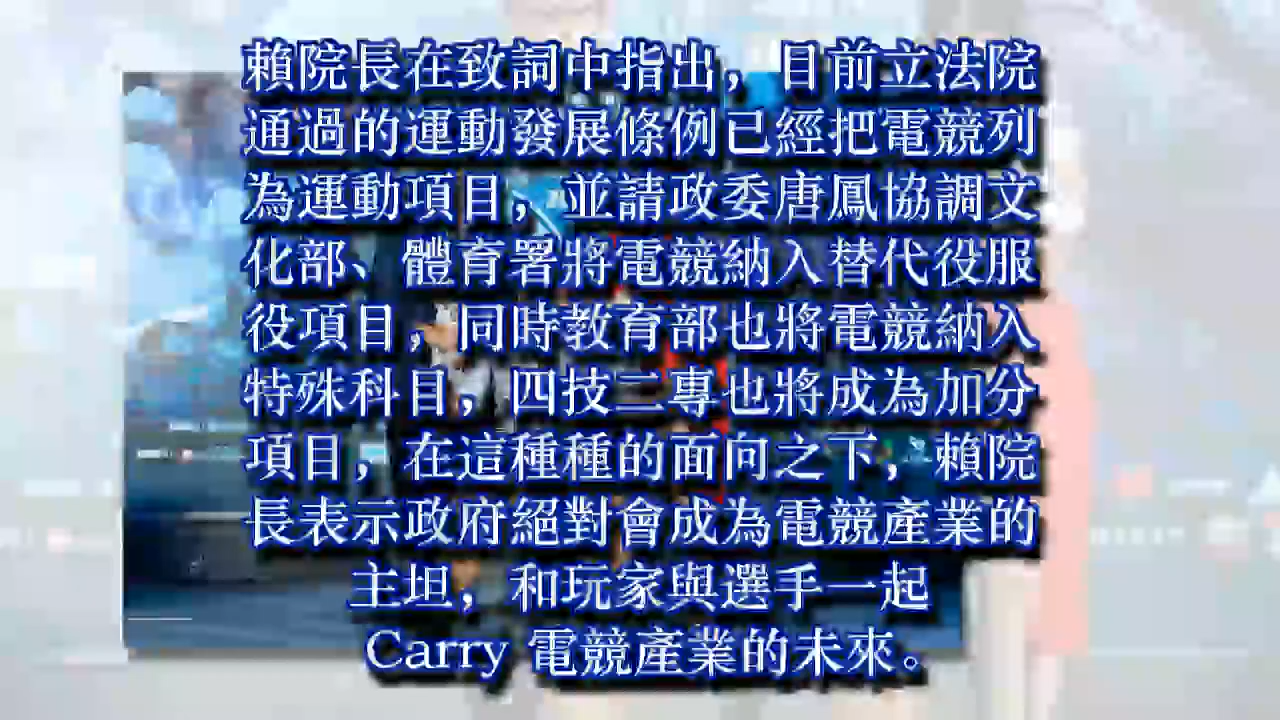 賴院長在致詞中指出，目前立法院
通過的運動發展條例已經把電競列
為運動項目，並請政委唐鳳協調文
化部、體育署將電競納入替代役服
役項目，同時教育部也將電競納入
特殊科目，四技二專也將成為加分
項目，在這種種的面向之下，賴院
長表示政府絕對會成為電競產業的
主坦，和玩家與選手一起
Carry 電競產業的未來。